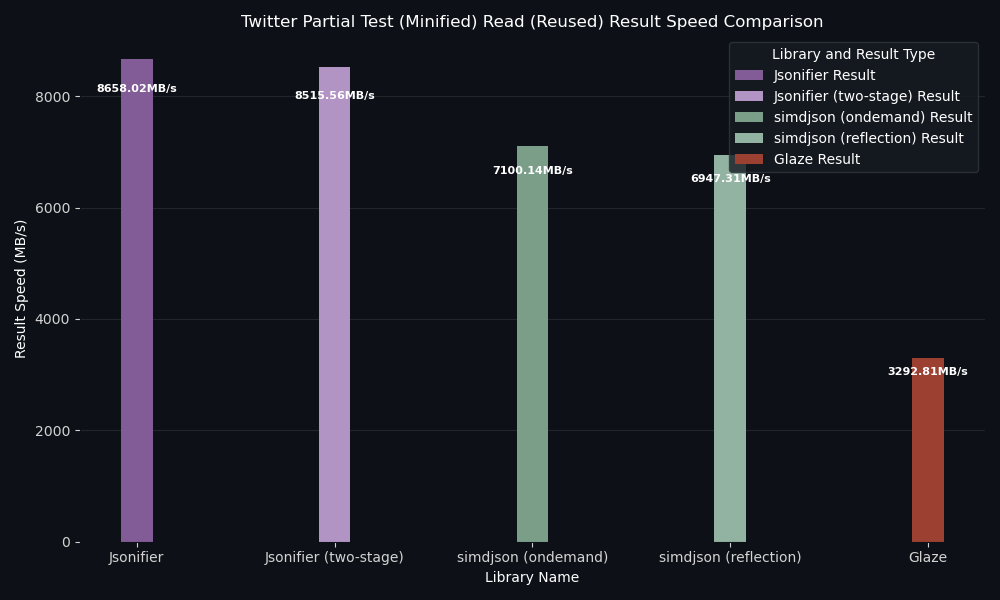 Twitter Partial Test (Minified) Read (Reused) Result Speed Comparison
Library and Result Type
Jsonifier Result
Jsonifier (two-stage) Result
simdjson (ondemand) Result
simdjson (reflection) Result
Glaze Result
8658.02MB/s
8515.56MB/s
7100.14MB/s
6947.31MB/s
3292.81MB/s
Result Speed (MB/s)
8000
6000
4000
2000
0
Jsonifier
Jsonifier (two-stage)
simdjson (ondemand)
simdjson (reflection)
Glaze
Library Name